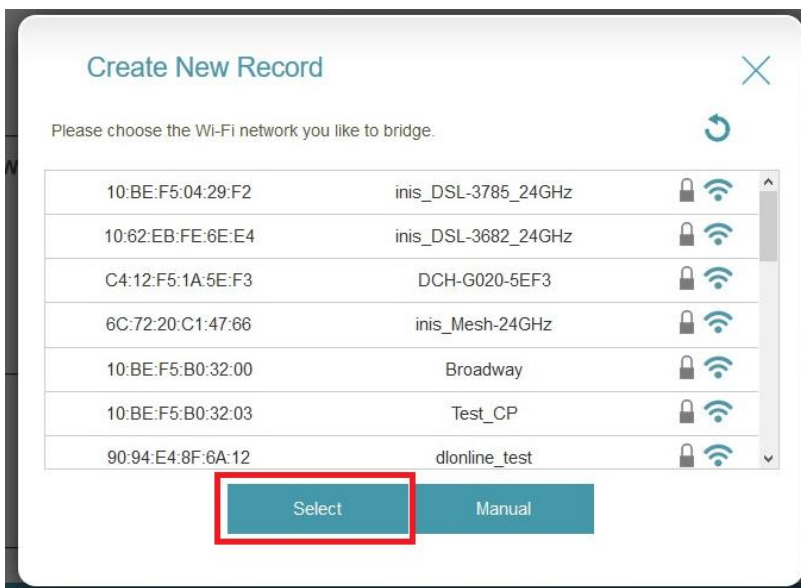 Create New Record
Please choose the Wi-Fi network you like to bridge.
10:BE:F5:04:29:F2 inis_DSL-3785_24GHz
10:62:EB:FE:6E:E4 inis_DSL-3682_24GHz
C4:12:F5:1A:5E:F3 DCH-G020-5EF3
6C:72:20:C1:47:66 inis_Mesh-24GHz
10:BE:F5:B0:32:00 Broadway
10:BE:F5:B0:32:03 Test_CP
90:94:E4:8F:6A:12 dlonline_test
Select Manual